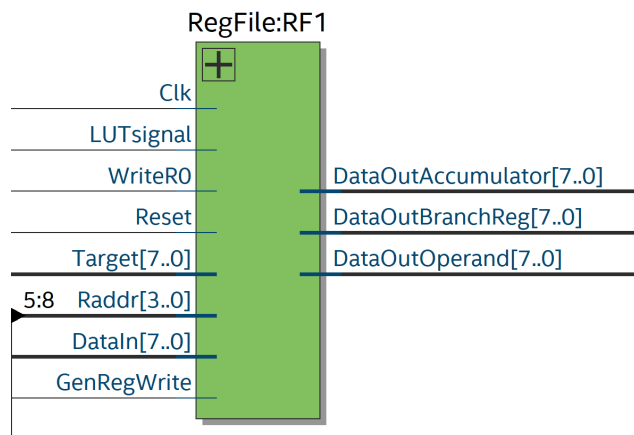 RegFile:RF1
Clk
LUTsignal
WriteR0
DataOutAccumulator[7..0]
Reset
DataOutBranchReg[7..0]
Target[7..0]
DataOutOperand[7..0]
5:8 Raddr[3..0]
DataIn[7..0]
GenRegWrite